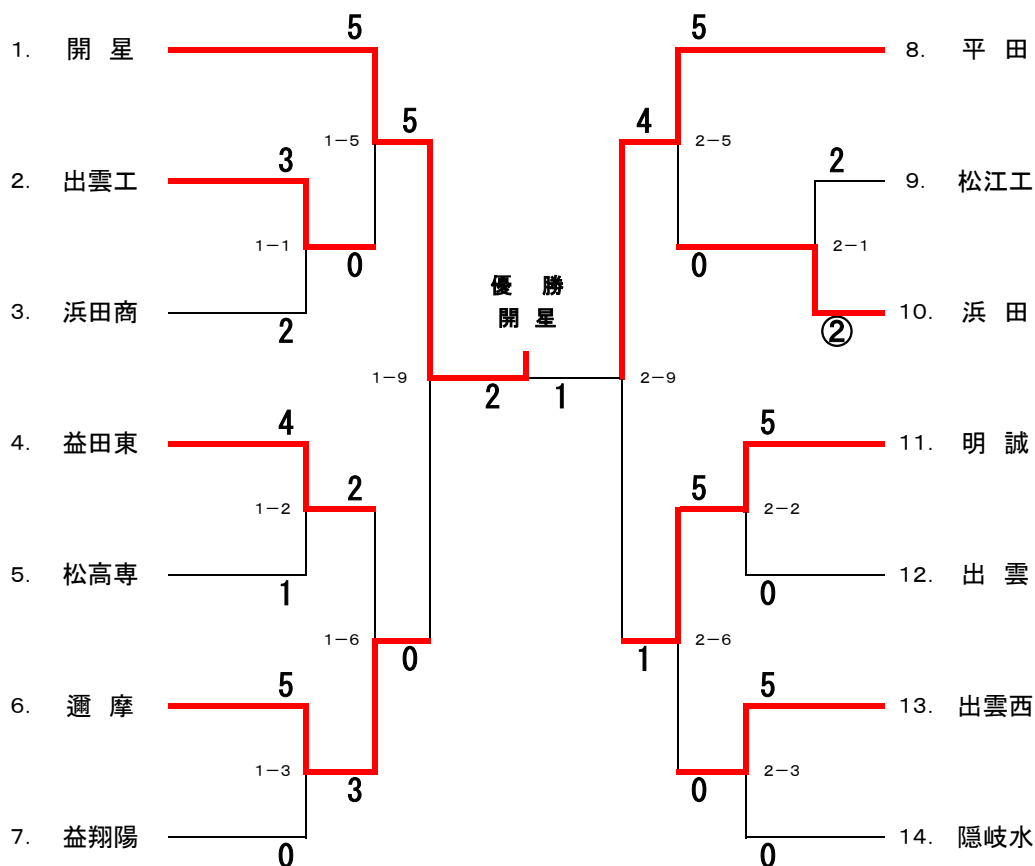 5
5
1. 開 星
8. 平 田
5
4
1－5
2－5
3
2
2. 出雲工
9. 松江工
1－1
2－1
0
0
優 勝
開 星
3. 浜田商
10. 浜 田
2
②
1－9
2－9
2
1
4
5
4. 益田東
11. 明 誠
2
5
1－2
2－2
5. 松高専
12. 出 雲
1
0
1－6
2－6
0
1
5
5
6. 邇 摩
13. 出雲西
1－3
2－3
3
0
7. 益翔陽
14. 隠岐水
0
0